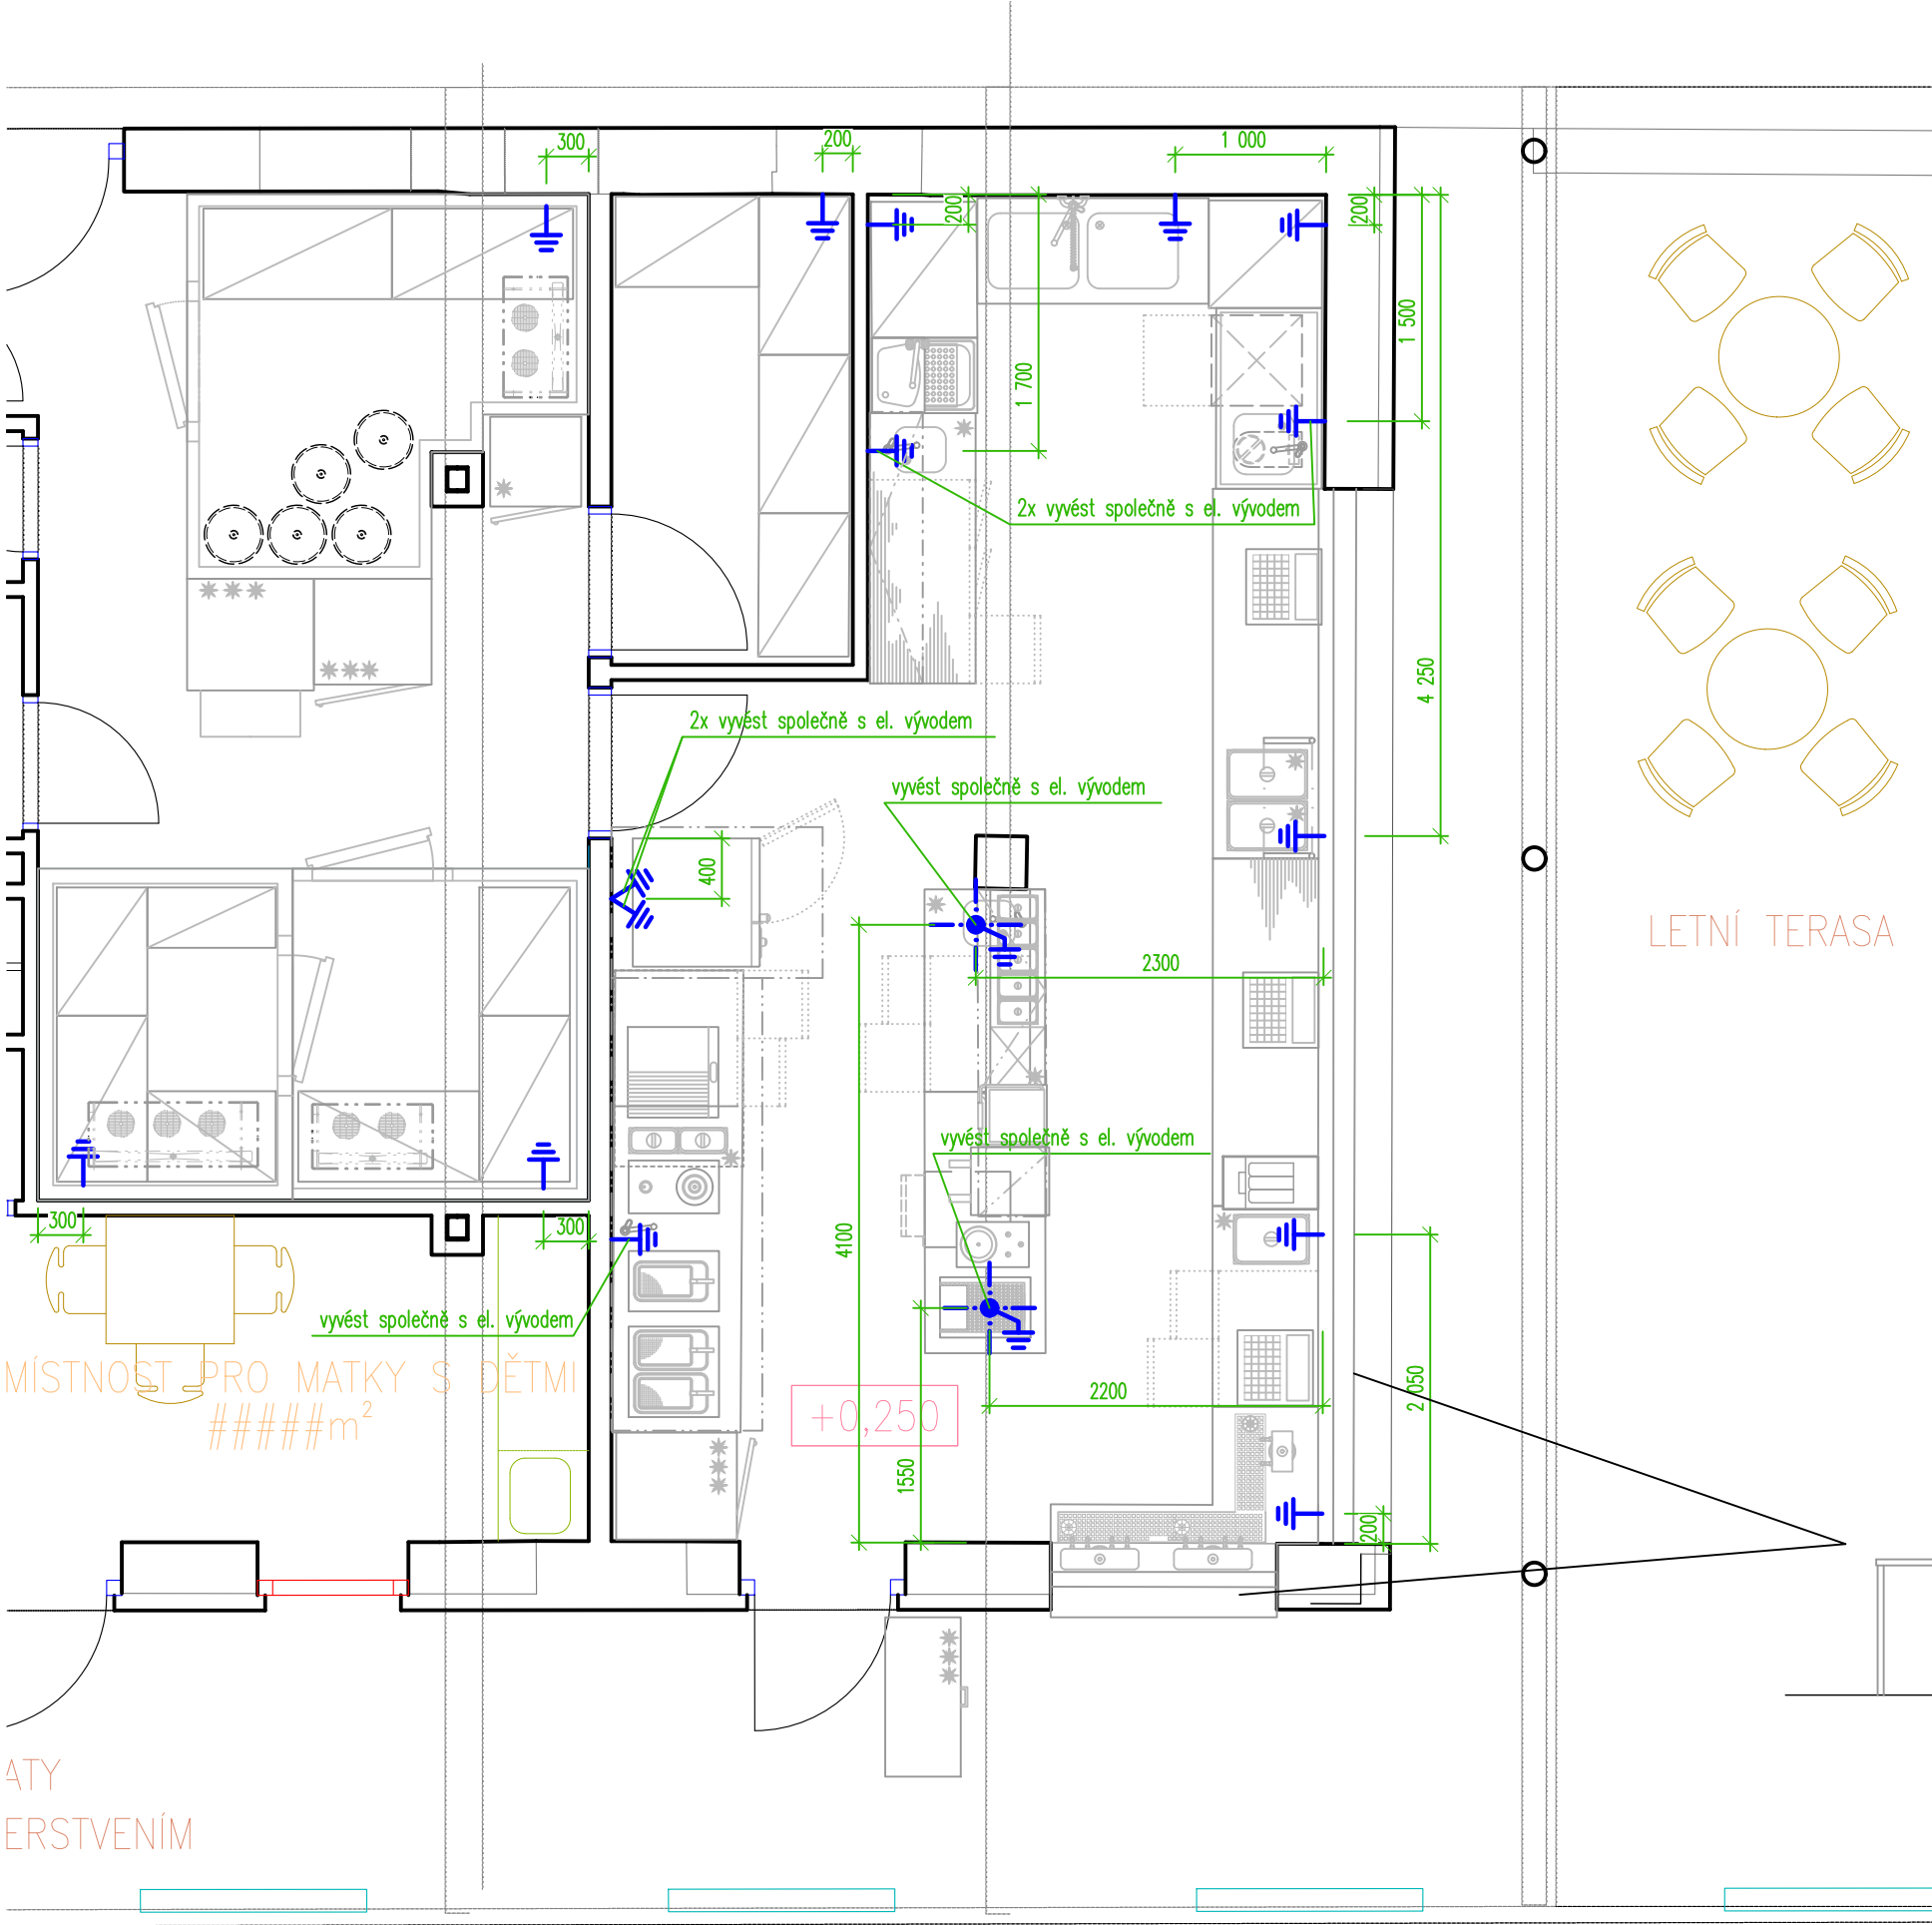 300
200
1 000
200
200
1 500
1 700
2x vyvést společně s el. vývodem
4 250
2x vyvést společně s el. vývodem
vyvést společně s el. vývodem
400
LETNÍ TERASA
2300
vyvést společně s el. vývodem
300
300
4100
vyvést společně s el. vývodem
MÍSTNOST PRO MATKY S DĚTMI
#####m²
+0,250
2200
2 050
1550
200
ATY
ERSTVENÍM